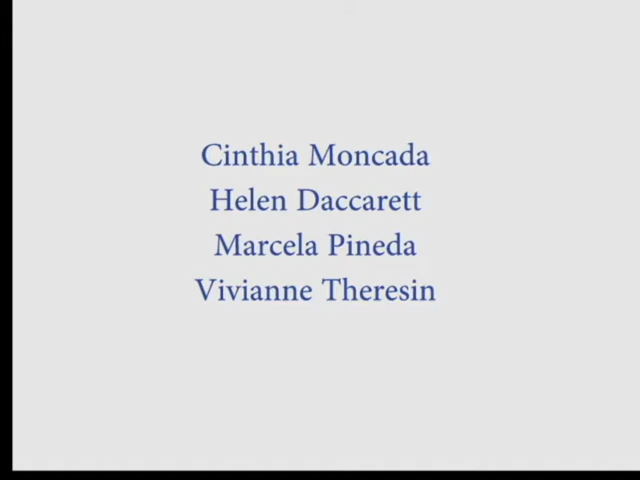 Cinthia Moncada
Helen Daccarett
Marcela Pineda
Vivianne Theresin